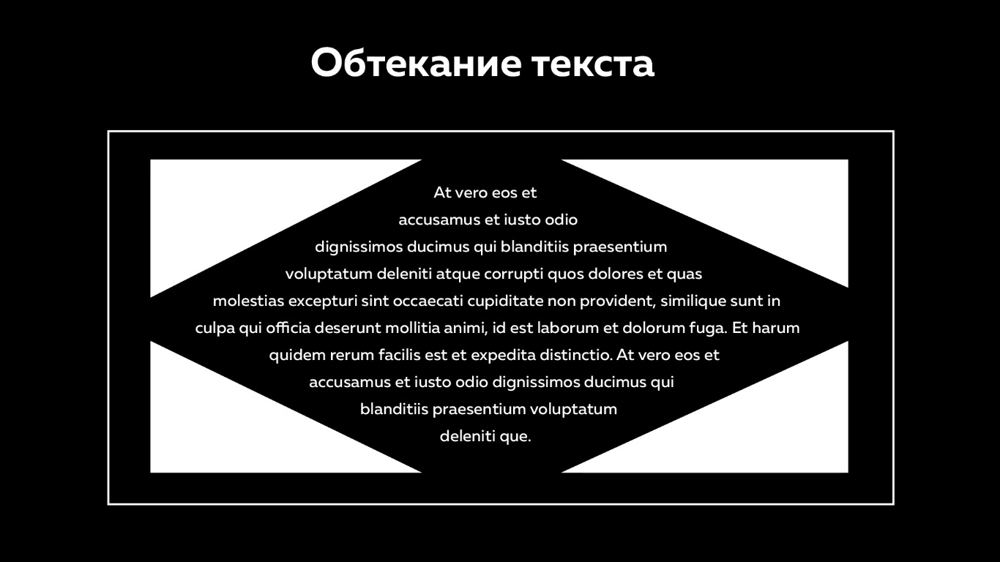 Обтекание текста
At vero eos et
accusamus et iusto odio
dignissimos ducimus qui blanditiis praesentium
voluptatum deleniti atque corrupti quos dolores et quas
molestias excepturi sint occaecati cupiditate non provident, similique sunt in
culpa qui officia deserunt mollitia animi, id est laborum et dolorum fuga. Et harum
quidem rerum facilis est et expedita distinctio. At vero eos et
accusamus et iusto odio dignissimos ducimus qui
blanditiis praesentium voluptatum
deleniti que.